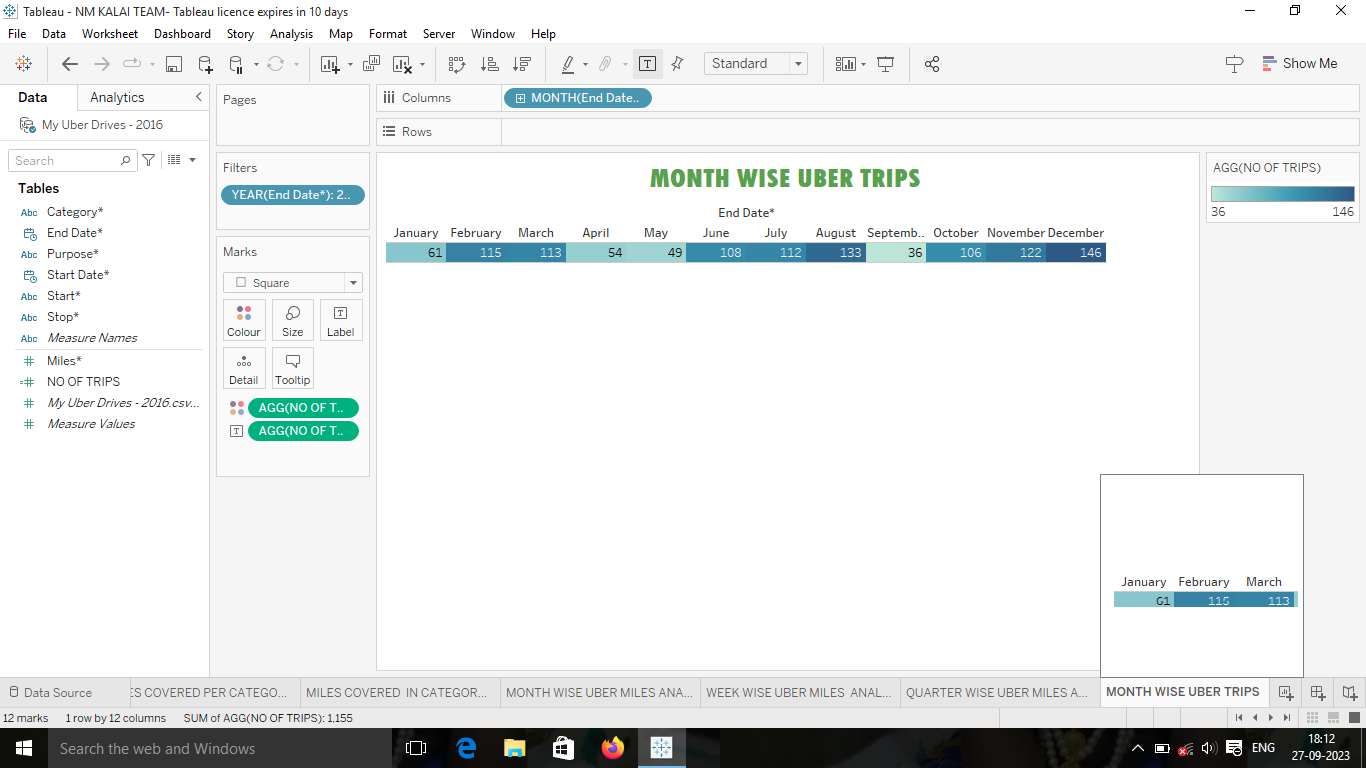 Tableau - NM KALAI TEAM- Tableau licence expires in 10 days
File Data Worksheet Dashboard Story Analysis Map Format Server Window Help
Standard
Show Me
Data Analytics
My Uber Drives - 2016
Search
Tables
Abc Category*
End Date*
Abc Purpose*
Start Date*
Abc Start*
Abc Stop*
Abc Measure Names
Miles*
NO OF TRIPS
My Uber Drives - 2016.csv...
Measure Values
Pages
Filters
YEAR(End Date*): 2..
Marks
Square
Colour Size Label
Detail Tooltip
AGG(NO OF T..
AGG(NO OF T..
Columns MONTH(End Date..
Rows
MONTH WISE UBER TRIPS
End Date*
January February March April May June July August Septemb.. October November December
61 115 113 54 49 108 112 133 36 106 122 146
AGG(NO OF TRIPS)
36 146
January February March
G1 115 113
Data Source ES COVERED PER CATEGO... MILES COVERED IN CATEGOR... MONTH WISE UBER MILES ANA... WEEK WISE UBER MILES ANAL... QUARTER WISE UBER MILES A... MONTH WISE UBER TRIPS
12 marks 1 row by 12 columns SUM of AGG(NO OF TRIPS): 1,155
Search the web and Windows
ENG
18:12
27-09-2023